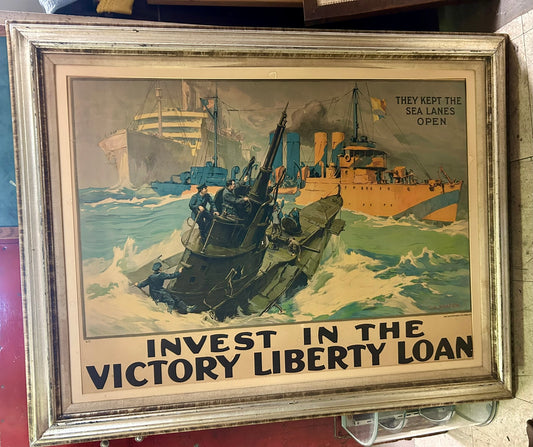 THEY KEPT THE
SEA LANES
OPEN
INVEST IN THE
VICTORY LIBERTY LOAN